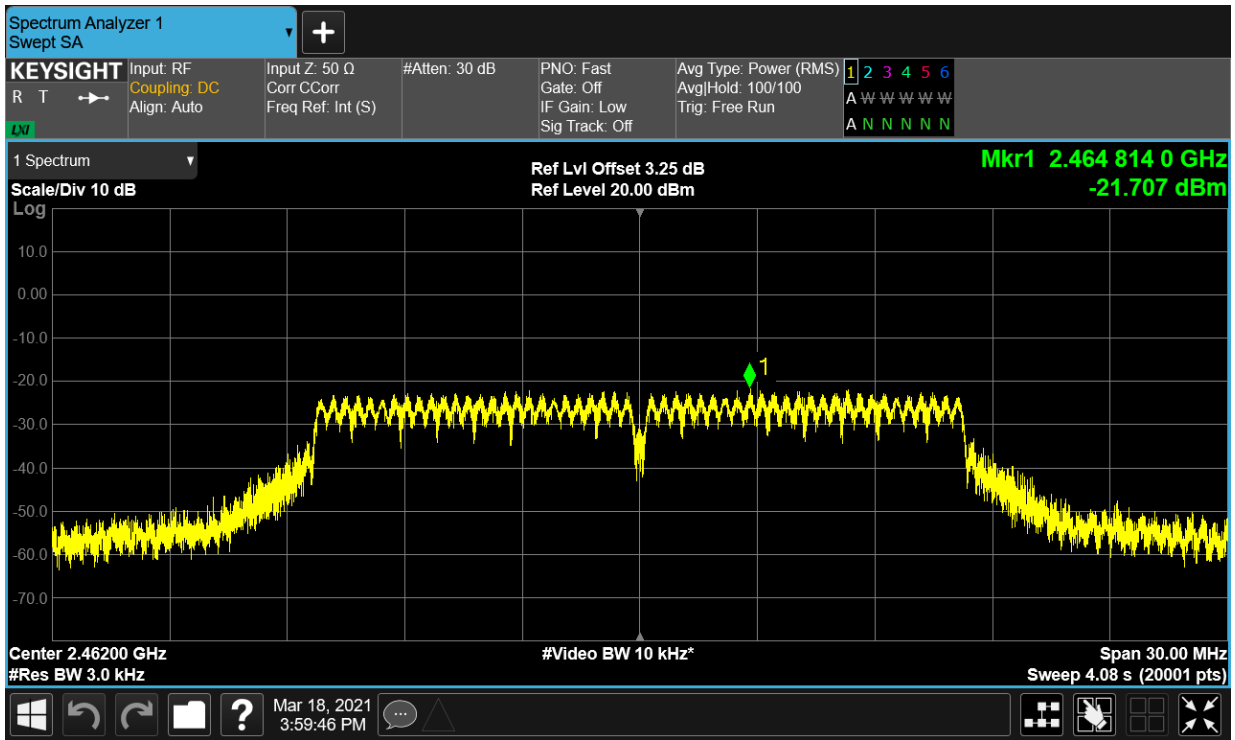 Spectrum Analyzer 1
Swept SA
KEYSIGHT
R T
LXI
Input: RF
Coupling: DC
Align: Auto
Input Z: 50 Ω
Corr CCorr
Freq Ref: Int (S)
#Atten: 30 dB
PNO: Fast
Gate: Off
IF Gain: Low
Sig Track: Off
Avg Type: Power (RMS)
Avg|Hold: 100/100
Trig: Free Run
1 2 3 4 5 6
A W W W W W
A N N N N N
1 Spectrum
Scale/Div 10 dB
Log
Ref Lvl Offset 3.25 dB
Ref Level 20.00 dBm
Mkr1 2.464 814 0 GHz
-21.707 dBm
10.0
0.00
-10.0
1
-20.0
-30.0
-40.0
-50.0
-60.0
-70.0
Center 2.46200 GHz
#Res BW 3.0 kHz
#Video BW 10 kHz*
Span 30.00 MHz
Sweep 4.08 s (20001 pts)
?
Mar 18, 2021
3:59:46 PM